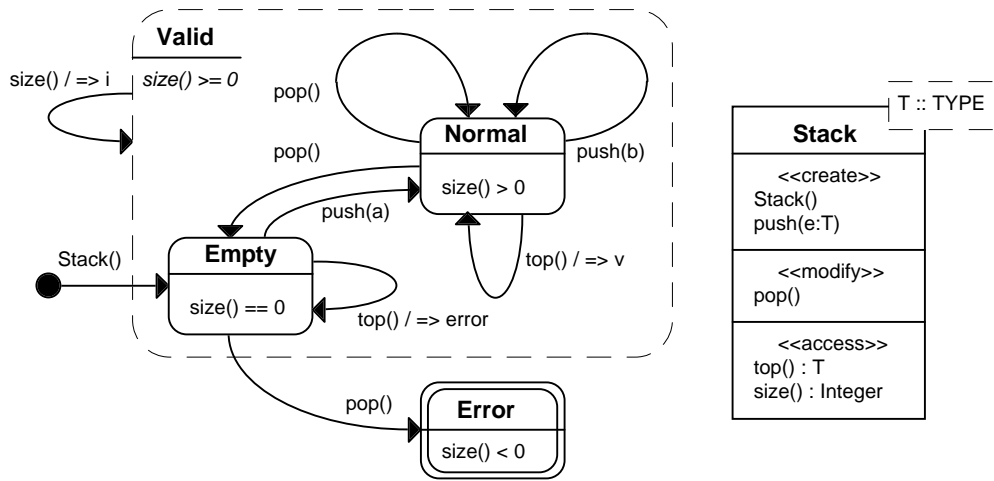 Valid
size() >= 0
size() / => i
pop()
pop()
push(b)
Normal
size() > 0
push(a)
top() / => v
Stack()
Empty
size() == 0
top() / => error
pop()
Error
size() < 0
T :: TYPE
Stack
<<create>>
Stack()
push(e:T)
<<modify>>
pop()
<<access>>
top() : T
size() : Integer